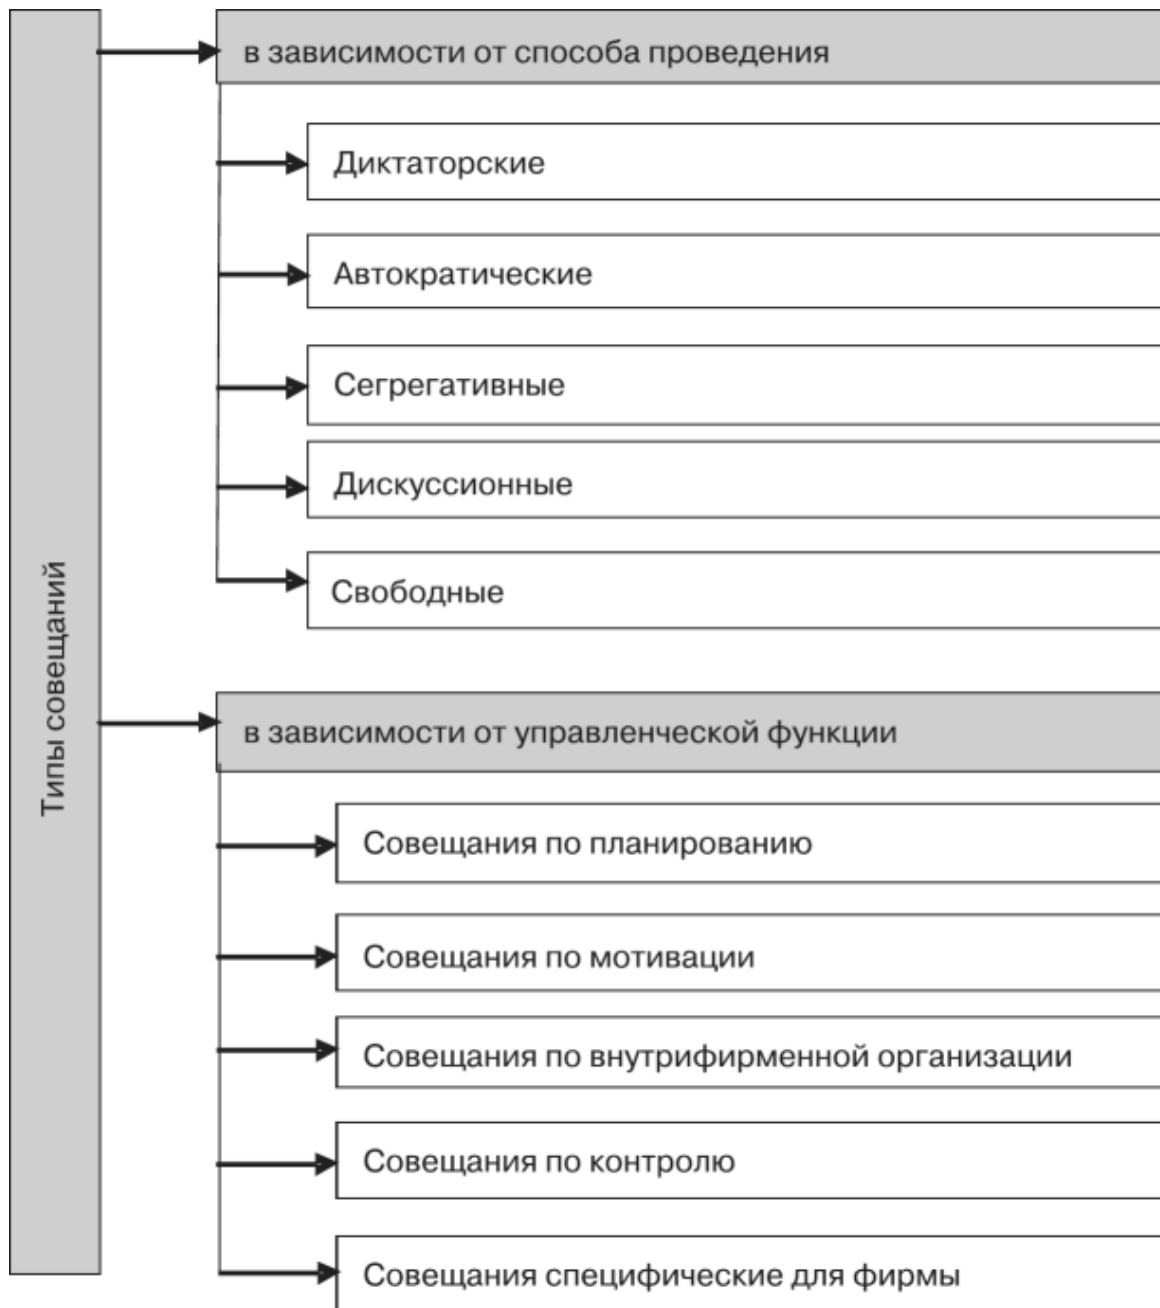 Типы совещаний
в зависимости от способа проведения
Диктаторские
Автократические
Сегрегативные
Дискуссионные
Свободные
в зависимости от управленческой функции
Совещания по планированию
Совещания по мотивации
Совещания по внутрифирменной организации
Совещания по контролю
Совещания специфические для фирмы